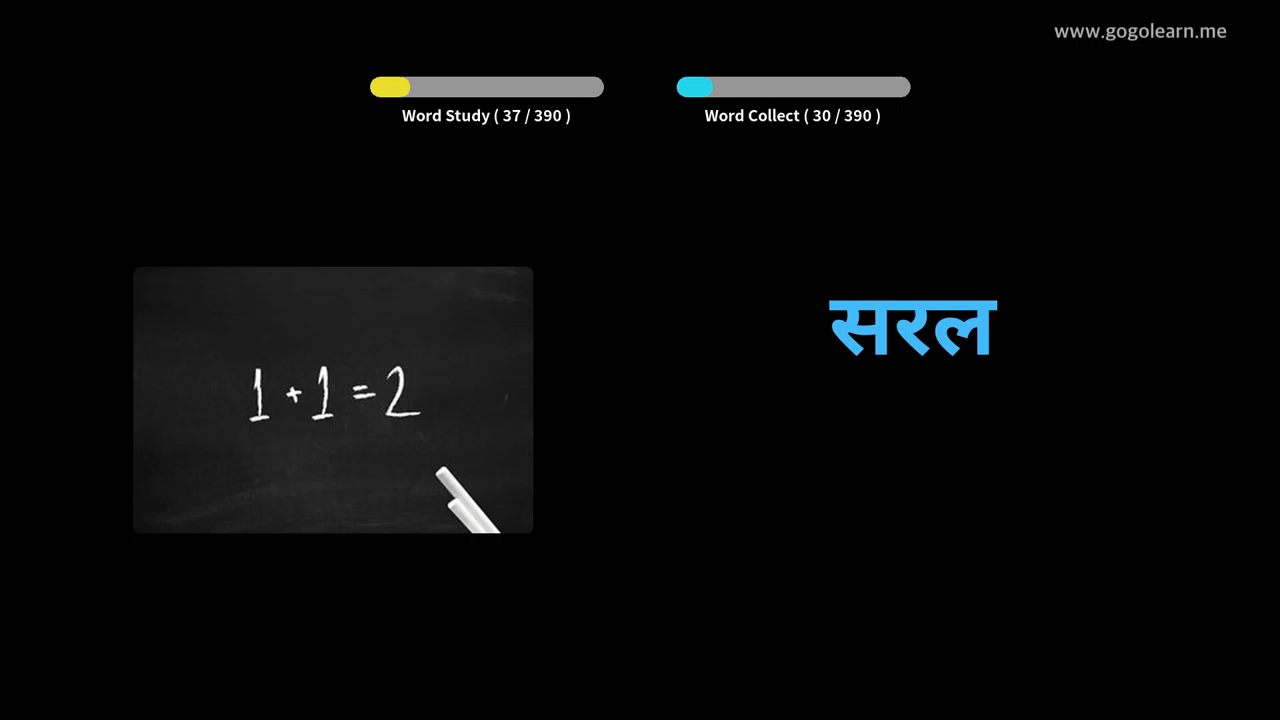 www.gogolearn.me
Word Study ( 37 / 390 )
Word Collect ( 30 / 390 )
1 + 1 = 2
सरल